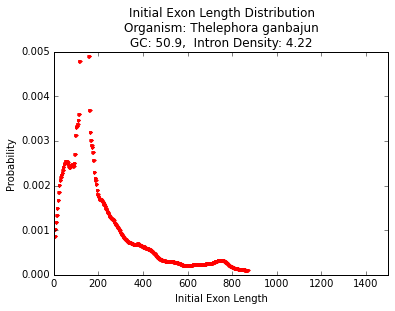 Initial Exon Length Distribution
Organism: Thelephora ganbajun
GC: 50.9, Intron Density: 4.22
0.005
0.004
0.003
0.002
0.001
0.000
Probability
0 200 400 600 800 1000 1200 1400
Initial Exon Length